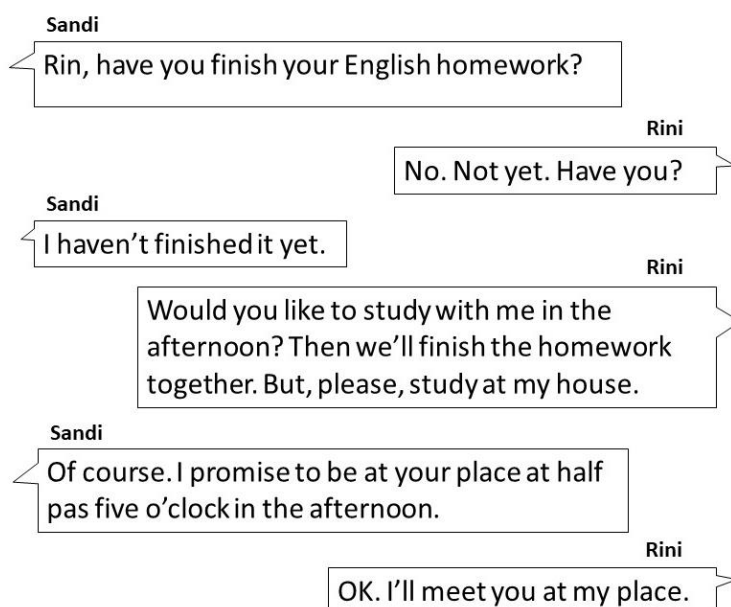 Sandi
Rin, have you finish your English homework?
Rini
No. Not yet. Have you?
Sandi
I haven't finished it yet.
Rini
Would you like to study with me in the
afternoon? Then we'll finish the homework
together. But, please, study at my house.
Sandi
Of course. I promise to be at your place at half
pas five o'clock in the afternoon.
Rini
OK. I'll meet you at my place.